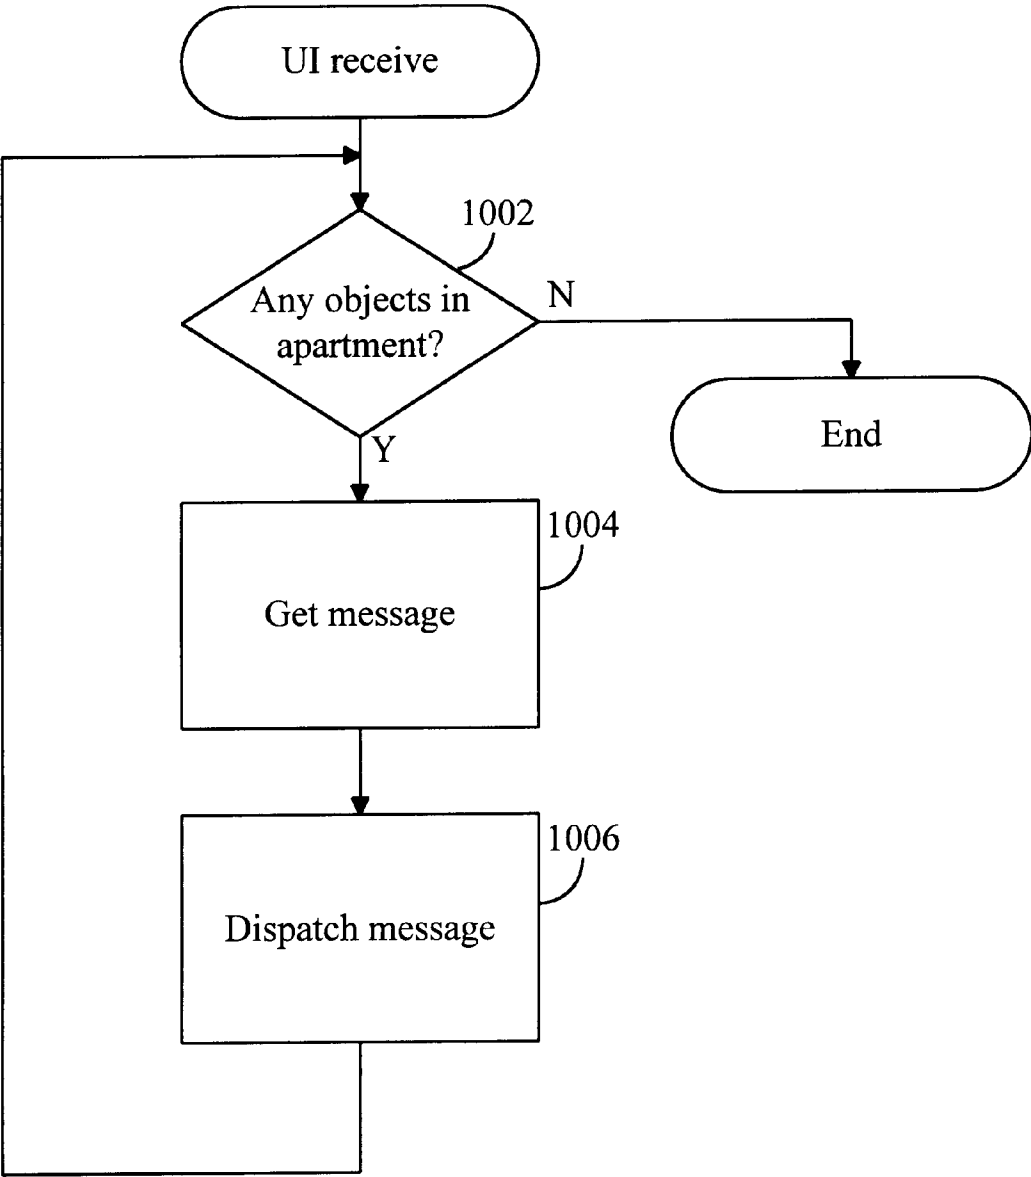 UI receive
1002
Any objects in
apartment?
N
End
Y
1004
Get message
1006
Dispatch message